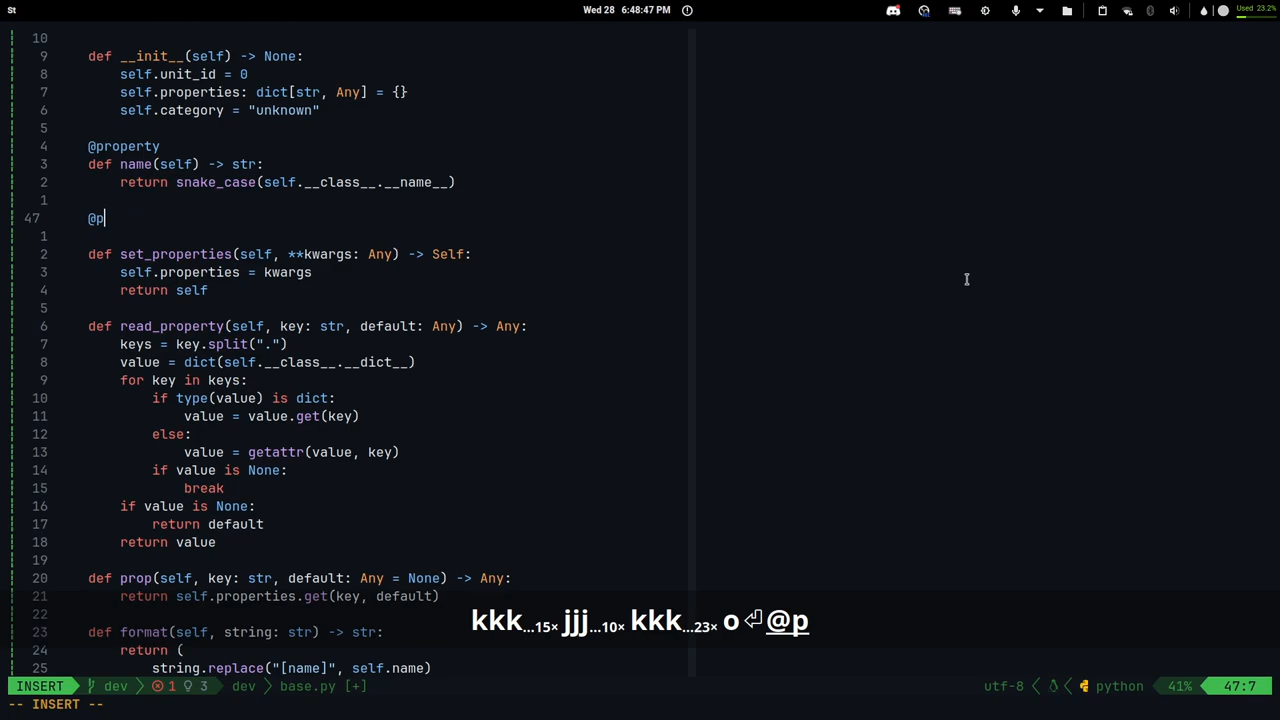 St
Wed 28 6:48:47 PM
Used 23.2%
10
9 def __init__(self) -> None:
8 self.unit_id = 0
7 self.properties: dict[str, Any] = {}
6 self.category = "unknown"
5
4 @property
3 def name(self) -> str:
2 return snake_case(self.__class__.__name__)
1
47 @p
1
2 def set_properties(self, **kwargs: Any) -> Self:
3 self.properties = kwargs
4 return self
5
6 def read_property(self, key: str, default: Any) -> Any:
7 keys = key.split(".")
8 value = dict(self.__class__.__dict__)
9 for key in keys:
10 if type(value) is dict:
11 value = value.get(key)
12 else:
13 value = getattr(value, key)
14 if value is None:
15 break
16 if value is None:
17 return default
18 return value
19
20 def prop(self, key: str, default: Any = None) -> Any:
21 return self.properties.get(key, default)
22
23 def format(self, string: str) -> str:
24 return (
25 string.replace("[name]", self.name)
kkk...15× jjj...10× kkk...23× o⏎@p
INSERT dev 1 3 dev base.py [+] utf-8 python 41% 47:7
-- INSERT --